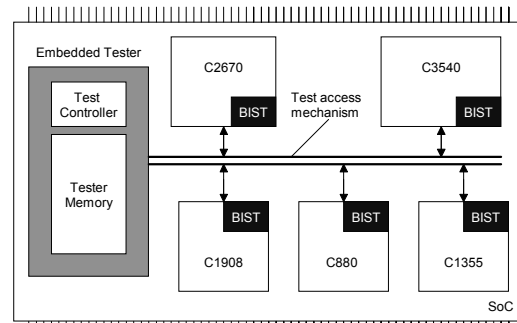 Embedded Tester
Test
Controller
Tester
Memory
C2670
BIST
Test access
mechanism
C3540
BIST
BIST
C1908
BIST
C880
BIST
C1355
SoC